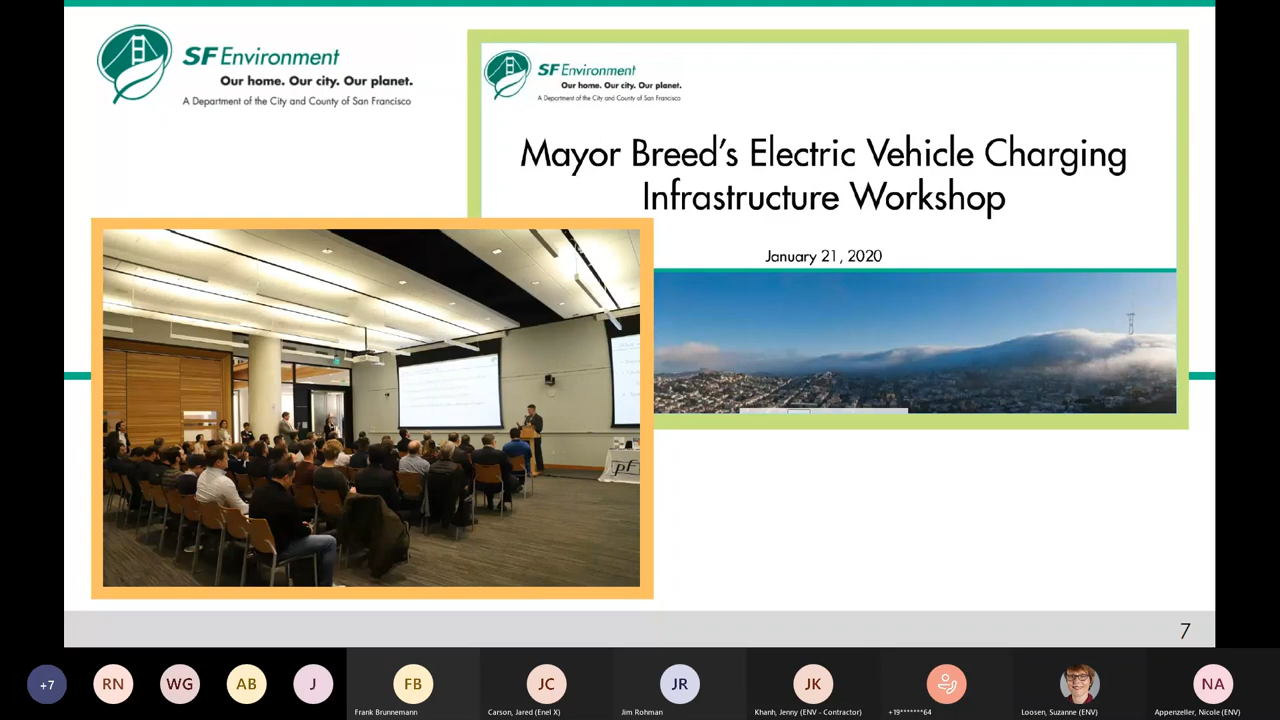 SF Environment
Our home. Our city. Our planet.
A Department of the City and County of San Francisco
SF Environment
Our home. Our city. Our planet.
A Department of the City and County of San Francisco
Mayor Breed's Electric Vehicle Charging
Infrastructure Workshop
January 21, 2020
pf
7
+7
RN
WG
AB
J
FB
Frank Brunnemann
JC
Carson, Jared (Enel X)
JR
Jim Rohman
JK
Khanh, Jenny (ENV - Contractor)
+19*******64
Loosen, Suzanne (ENV)
NA
Appenzeller, Nicole (ENV)